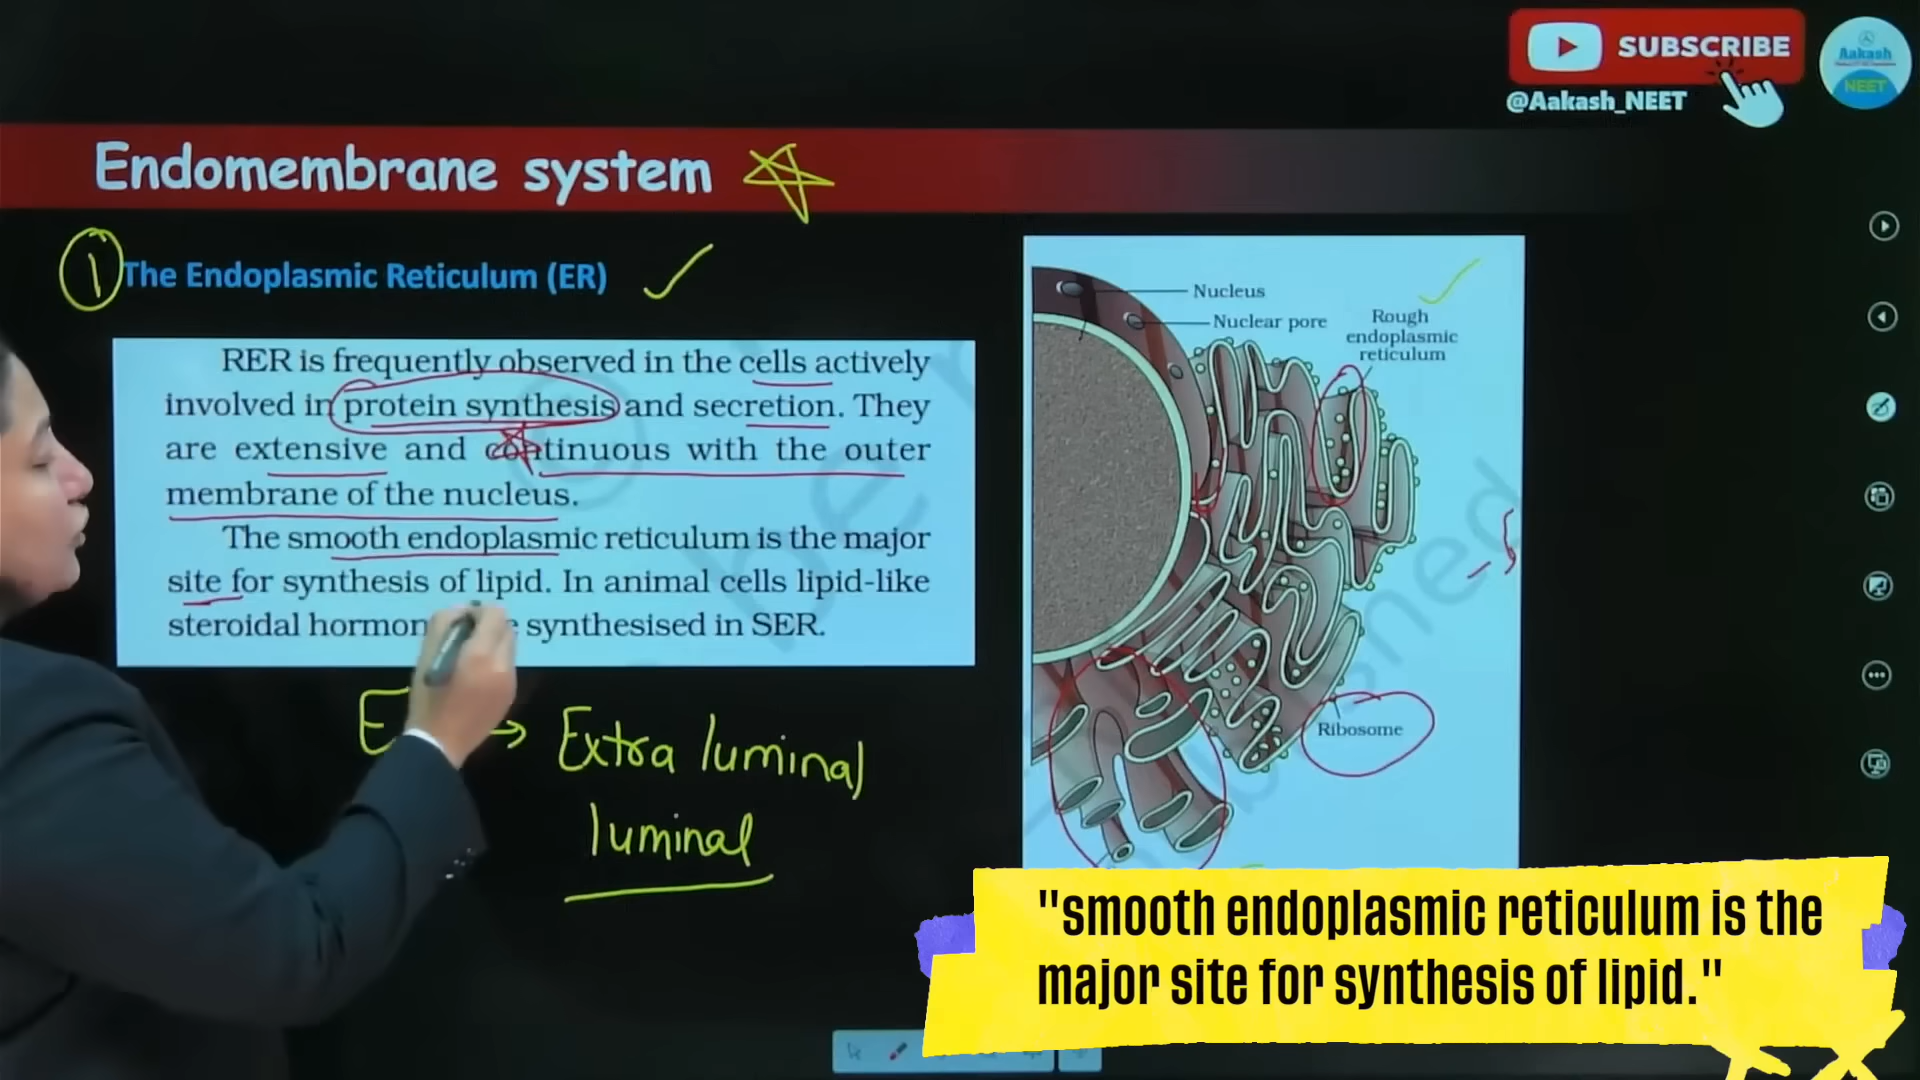 SUBSCRIBE
@Aakash_NEET
Aakash
NEET
Endomembrane system
1
The Endoplasmic Reticulum (ER)
RER is frequently observed in the cells actively
involved in protein synthesis and secretion. They
are extensive and continuous with the outer
membrane of the nucleus.
The smooth endoplasmic reticulum is the major
site for synthesis of lipid. In animal cells lipid-like
steroidal synthesised in SER.
Nucleus
Nuclear pore
Rough
endoplasmic
reticulum
Ribosome
E → Extra luminal
luminal
"smooth endoplasmic reticulum is the
major site for synthesis of lipid."